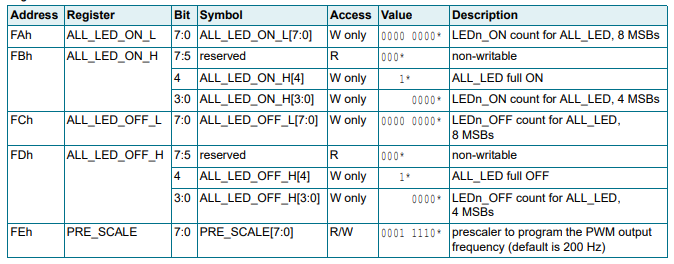 Address Register Bit Symbol Access Value Description
FAh ALL_LED_ON_L 7:0 ALL_LED_ON_L[7:0] W only 0000 0000* LEDn_ON count for ALL_LED, 8 MSBs
FBh ALL_LED_ON_H 7:5 reserved R 000* non-writable
4 ALL_LED_ON_H[4] W only 1* ALL_LED full ON
3:0 ALL_LED_ON_H[3:0] W only 0000* LEDn_ON count for ALL_LED, 4 MSBs
FCh ALL_LED_OFF_L 7:0 ALL_LED_OFF_L[7:0] W only 0000 0000* LEDn_OFF count for ALL_LED,
8 MSBs
FDh ALL_LED_OFF_H 7:5 reserved R 000* non-writable
4 ALL_LED_OFF_H[4] W only 1* ALL_LED full OFF
3:0 ALL_LED_OFF_H[3:0] W only 0000* LEDn_OFF count for ALL_LED,
4 MSBs
FEh PRE_SCALE 7:0 PRE_SCALE[7:0] R/W 0001 1110* prescaler to program the PWM output
frequency (default is 200 Hz)